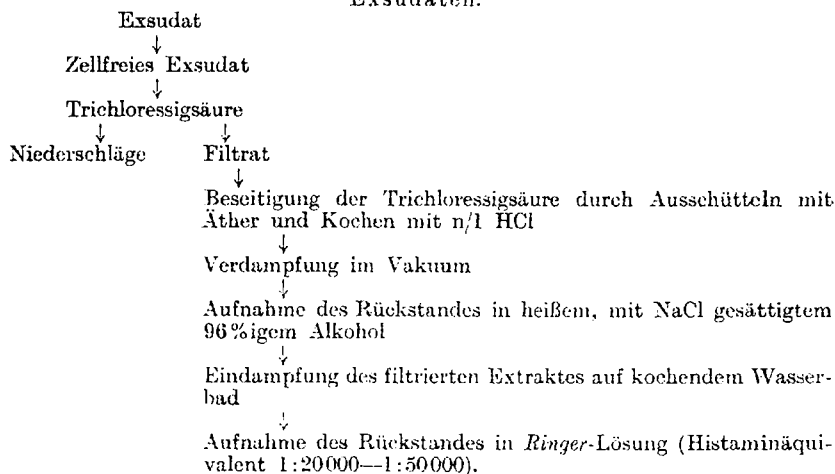 Exsudaten.
Exsudat
↓
Zellfreies Exsudat
↓
Trichloressigsäure
↓ ↓
Niederschläge Filtrat
↓
Beseitigung der Trichloressigsäure durch Ausschütteln mit
Äther und Kochen mit n/1 HCl
↓
Verdampfung im Vakuum
↓
Aufnahme des Rückstandes in heißem, mit NaCl gesättigtem
96%igem Alkohol
↓
Eindampfung des filtrierten Extraktes auf kochendem Wasser-
bad
↓
Aufnahme des Rückstandes in Ringer-Lösung (Histaminäqui-
valent 1:20000—1:50000).